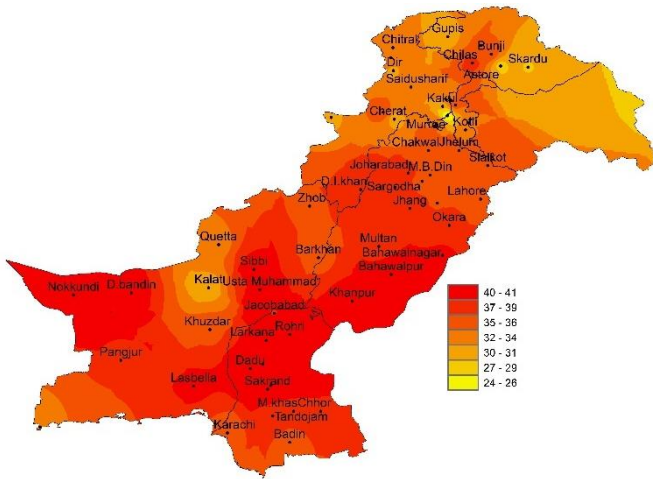 Gupis
Chitral
Bunji
Chilas
Skardu
Dir
Astore
Saidusharif
Kakul
Cherat
Murree
Kotli
Chakwal
Jhelum
Sialkot
Joharabad
M.B.Din
D.I.khan
Sargodha
Zhob
Lahore
Jhang
Okara
Quetta
Multan
Barkhan
Bahawalnagar
Sibbi
Bahawalpur
Nokkundi
D.bandin
Kalat
Usta Muhammad
Khanpur
Jacobabad
Khuzdar
Rohri
Larkana
Pangjur
Dadu
Lasbella
Sakrand
M.khas
Chhor
Tandojam
Karachi
Badin
40 - 41
37 - 39
35 - 36
32 - 34
30 - 31
27 - 29
24 - 26